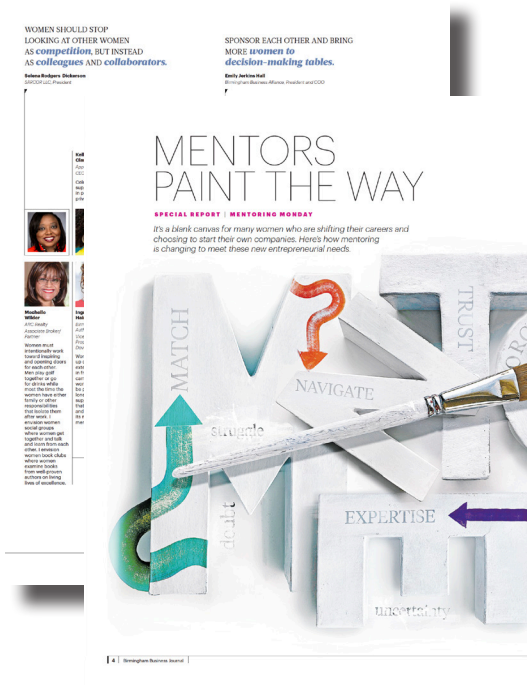 WOMEN SHOULD STOP
LOOKING AT OTHER WOMEN
AS competition, BUT INSTEAD
AS colleagues AND collaborators.
Selena Rodgers Dickerson
SARCOR LLC, President
SPONSOR EACH OTHER AND BRING
MORE women to
decision-making tables.
Emily Jerkins Hall
Birmingham Business Alliance, President and COO
Machelle
Wilder
ARC Realty
Associate Broker/
Partner
Women must
intentionally work
toward inspiring
and opening doors
for each other.
Men play golf
together or go
for drinks while
most the time the
women have either
family or other
responsibilities
that bustles them
after work. I
envision women
social groups
where women get
together and talk
and learn from each
other. I envision
women book clubs
where women
examine books
from well-proven
authors on living
lives of excellence.
MENTORS
PAINT THE WAY
SPECIAL REPORT | MENTORING MONDAY
It's a blank canvas for many women who are shifting their careers and
choosing to start their own companies. Here's how mentoring
is changing to meet these new entrepreneurial needs.
MATCH
TRUST
NAVIGATE
struggle
doubt
EXPERTISE
uncertainty
4 | Birmingham Business Journal